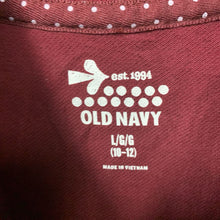 est. 1994
OLD NAVY
L/G/G
(10-12)
MADE IN VIETNAM